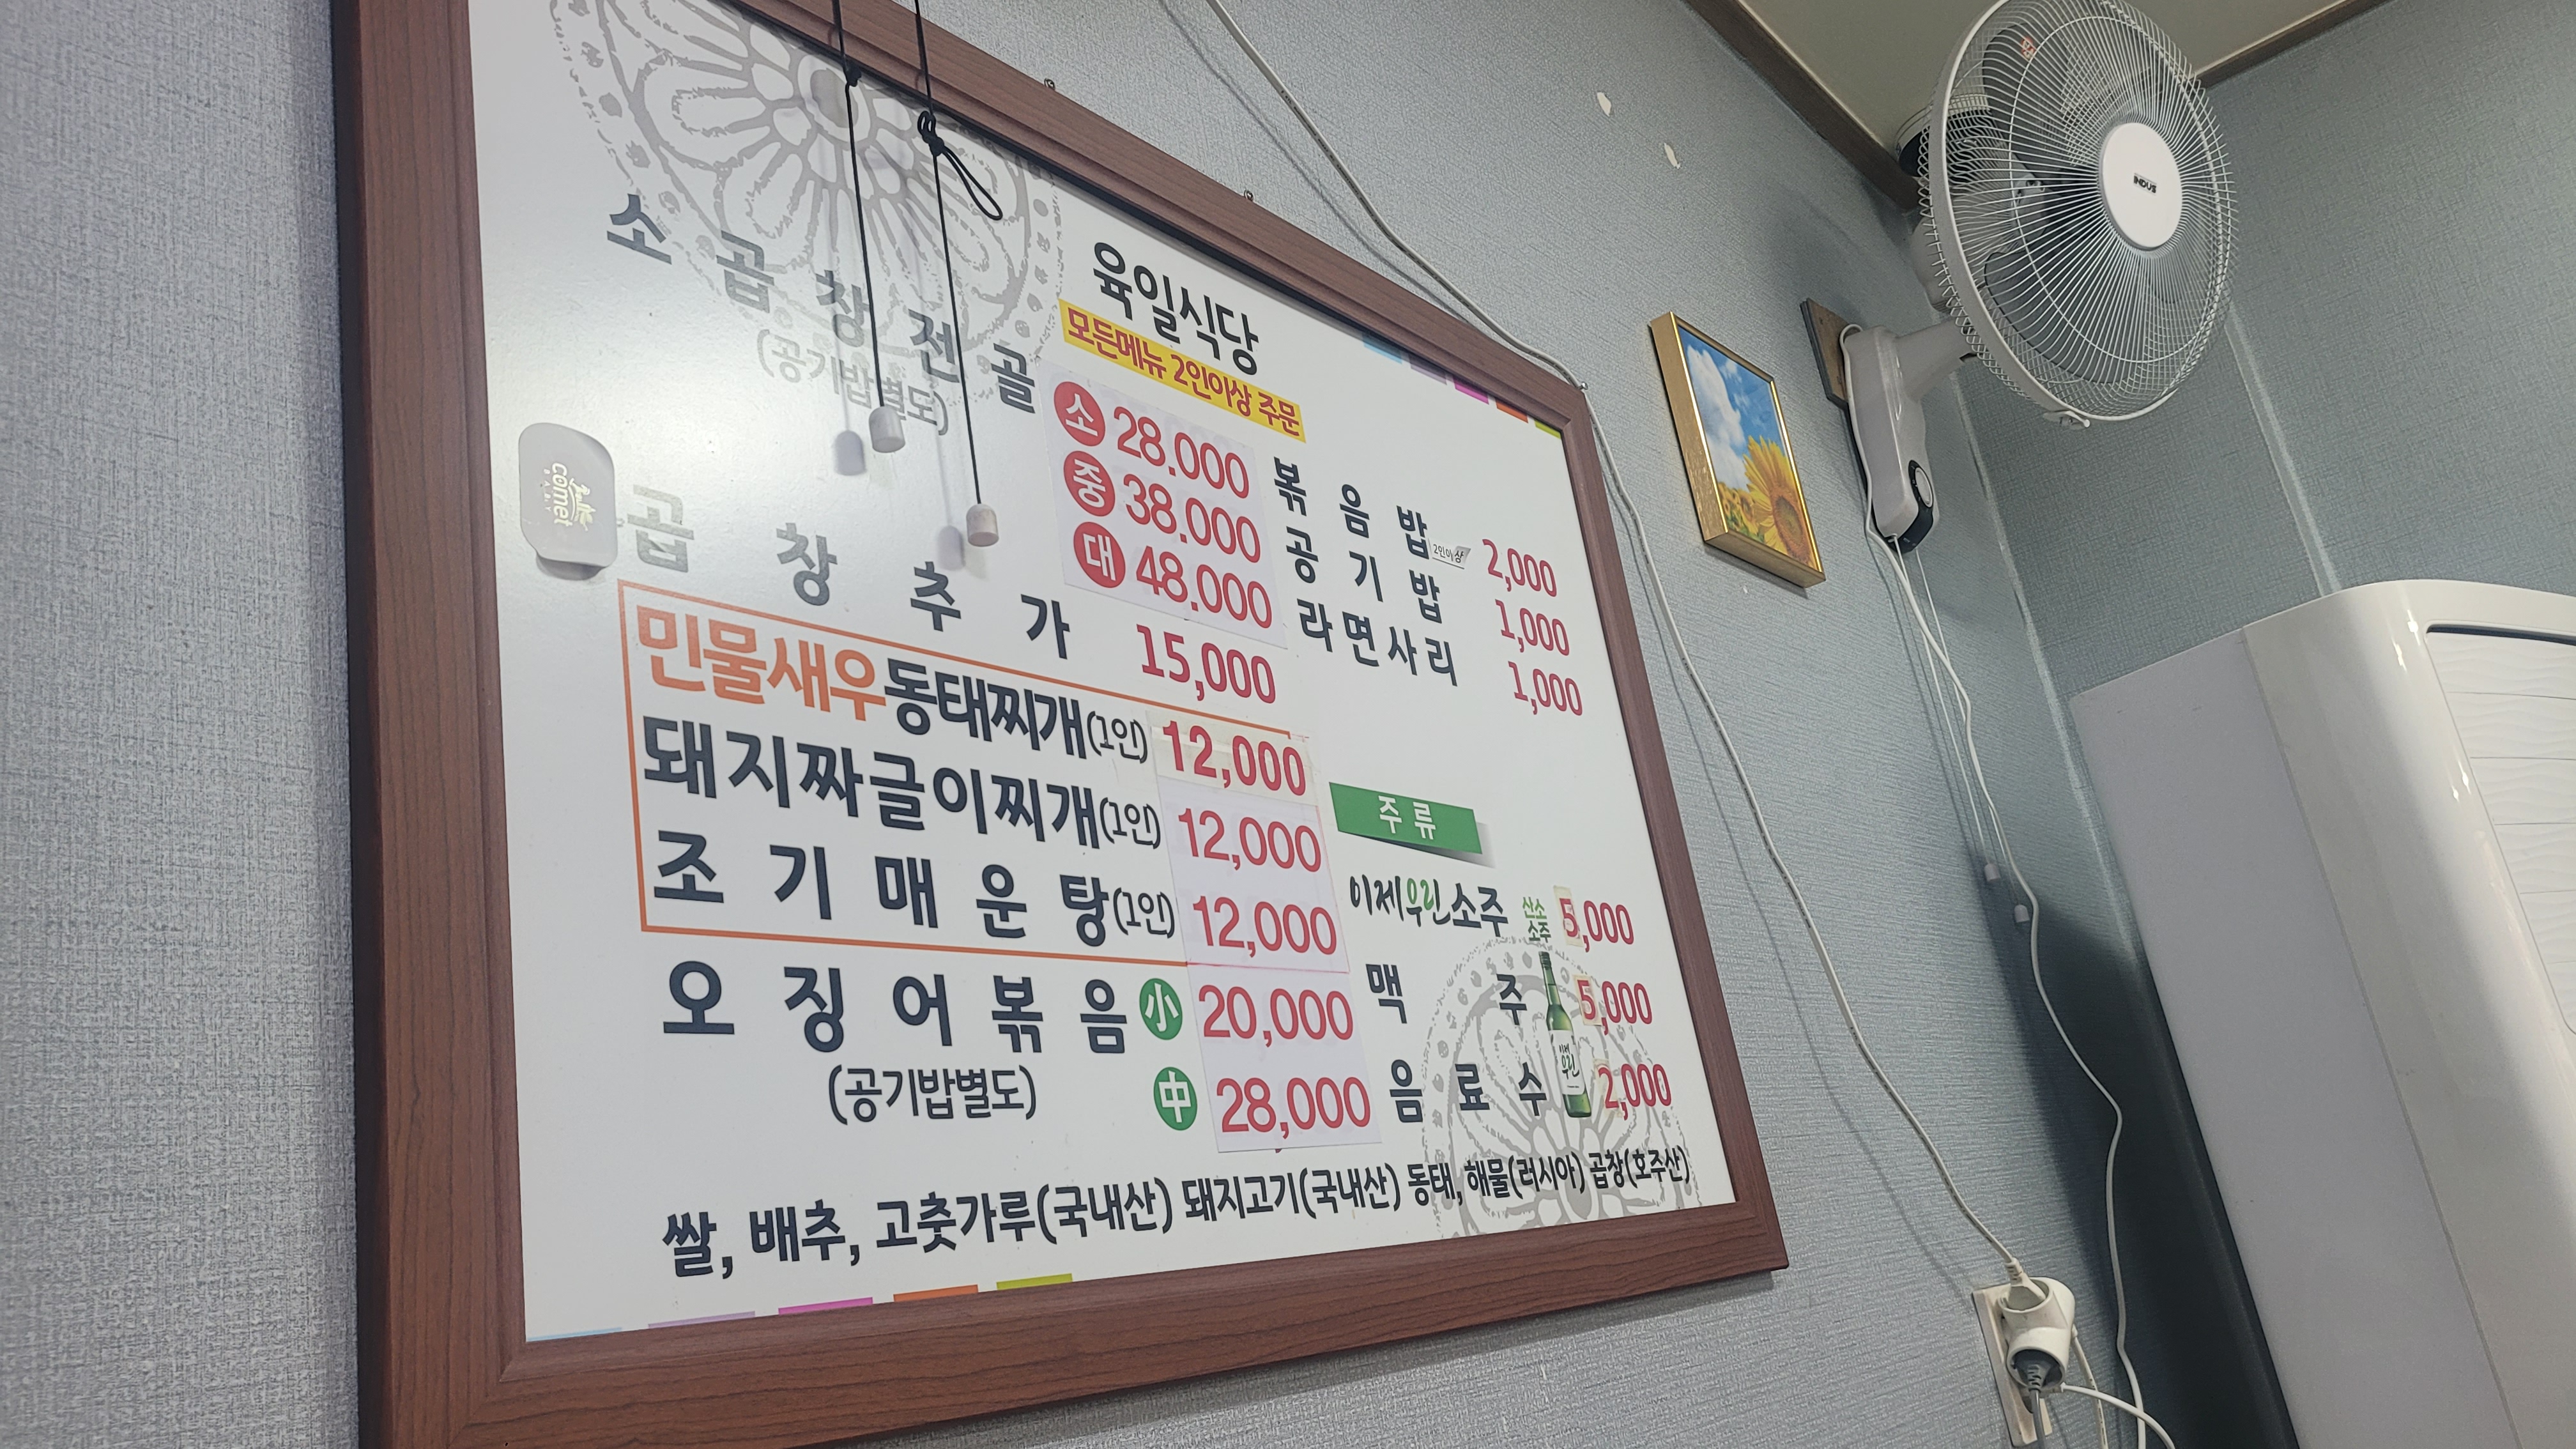 육일식당
모든메뉴 2인이상 주문
소곱창전골
(공기밥별도)
소 28.000
중 38.000
대 48.000
곱창추가 15,000
민물새우동태찌개(1인) 12,000
돼지짜글이찌개(1인) 12,000
조기매운탕(1인) 12,000
오징어볶음 小 20,000
(공기밥별도) 中 28,000
볶음밥 2인이상 2,000
공기밥 1,000
라면사리 1,000
주류
이제우린소주 산소소주 5,000
맥주 5,000
음료수 2,000
쌀, 배추, 고춧가루(국내산) 돼지고기(국내산) 동태, 해물(러시아) 곱창(호주산)
comet
INDUS